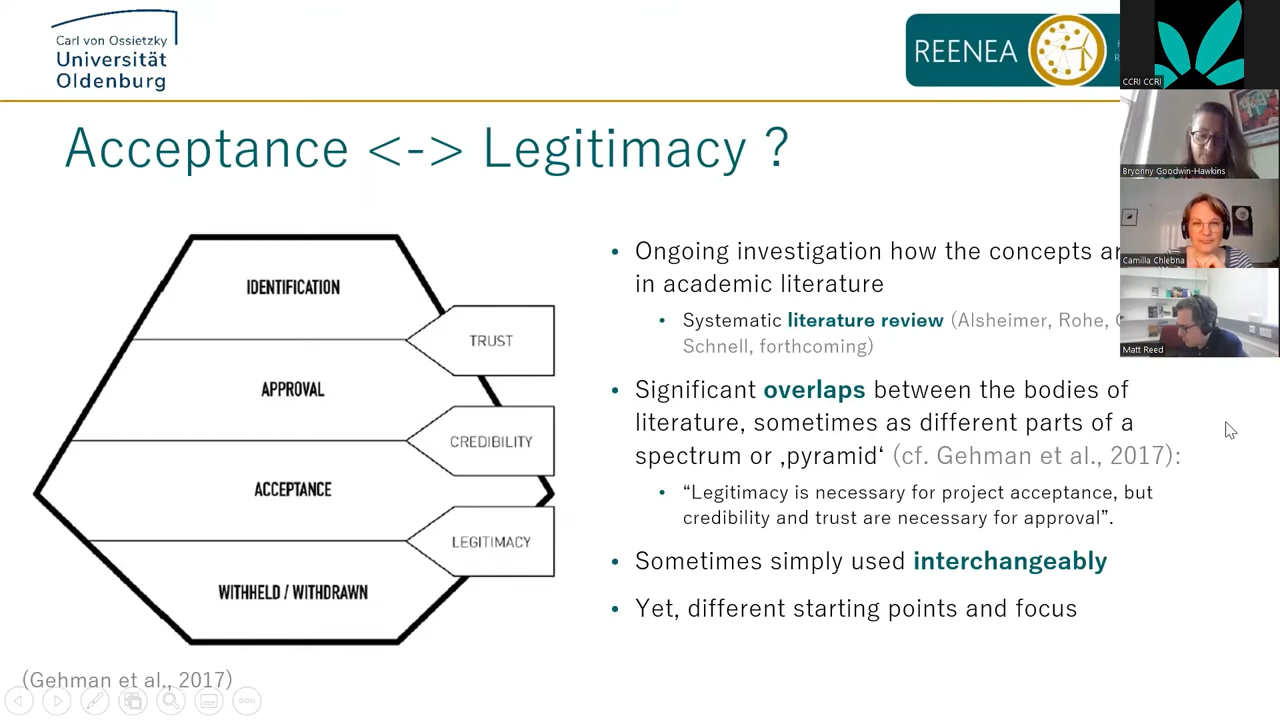 Carl von Ossietzky
Universität
Oldenburg
REENEA
CCRI CCRI
Bryonny Goodwin-Hawkins
Camilla Chlebna
Matt Reed
Acceptance <-> Legitimacy ?
IDENTIFICATION
TRUST
APPROVAL
CREDIBILITY
ACCEPTANCE
LEGITIMACY
WITHHELD / WITHDRAWN
(Gehman et al., 2017)
• Ongoing investigation how the concepts
in academic literature
• Systematic literature review (Alsheimer, Rohe,
Schnell, forthcoming)
• Significant overlaps between the bodies of
literature, sometimes as different parts of a
spectrum or ‚pyramid‘ (cf. Gehman et al., 2017):
• “Legitimacy is necessary for project acceptance, but
credibility and trust are necessary for approval”.
• Sometimes simply used interchangeably
• Yet, different starting points and focus